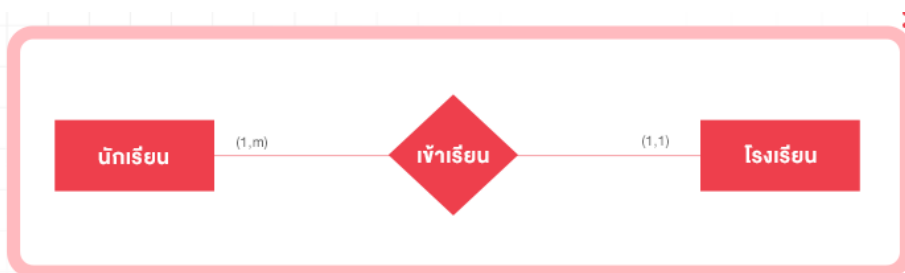 นักเรียน
(1,m)
เข้าเรียน
(1,1)
โรงเรียน